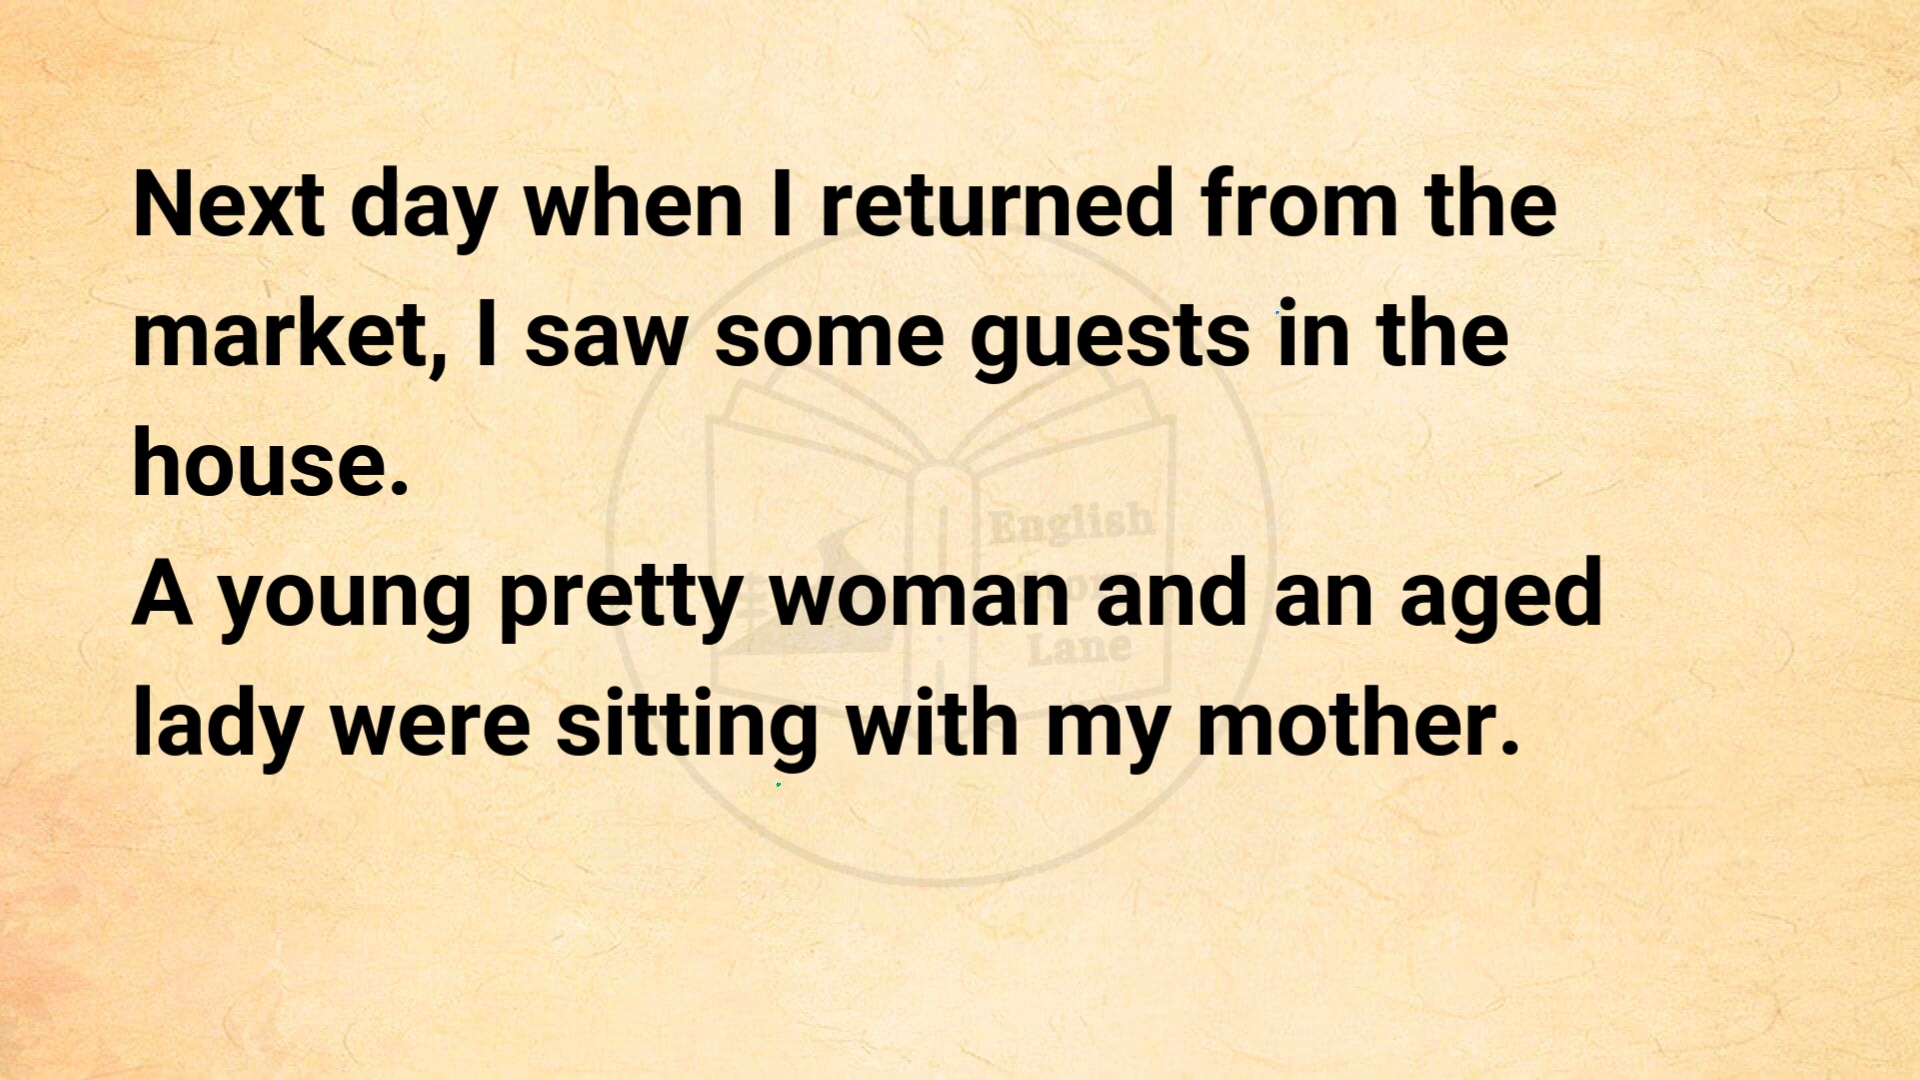 Next day when I returned from the
market, I saw some guests in the
house.
A young pretty woman and an aged
lady were sitting with my mother.
English
Lane